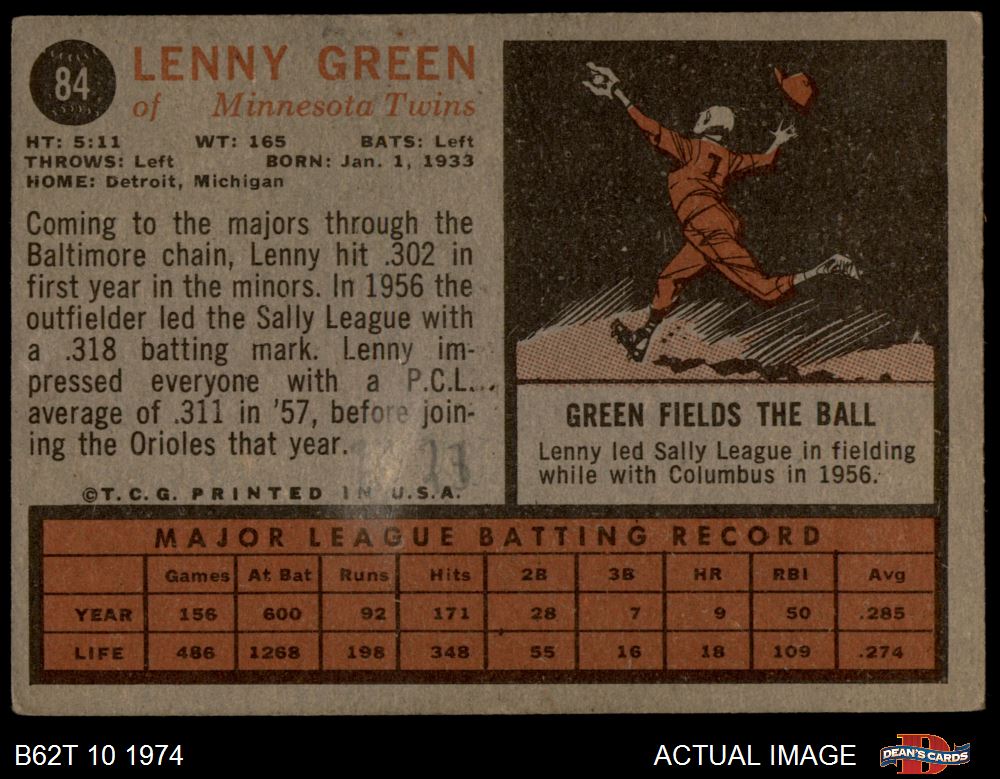 84
LENNY GREEN
of Minnesota Twins
HT: 5:11 WT: 165 BATS: Left
THROWS: Left BORN: Jan. 1, 1933
HOME: Detroit, Michigan
Coming to the majors through the
Baltimore chain, Lenny hit .302 in
first year in the minors. In 1956 the
outfielder led the Sally League with
a .318 batting mark. Lenny im-
pressed everyone with a P.C.L.
average of .311 in '57, before join-
ing the Orioles that year.
©T.C.G. PRINTED IN U.S.A.
7
GREEN FIELDS THE BALL
Lenny led Sally League in fielding
while with Columbus in 1956.
MAJOR LEAGUE BATTING RECORD
Games At Bat Runs Hits 2B 3B HR RBI Avg
YEAR 156 600 92 171 28 7 9 50 .285
LIFE 486 1268 198 348 55 16 18 109 .274
B62T 10 1974
ACTUAL IMAGE
D
DEAN'S CARDS